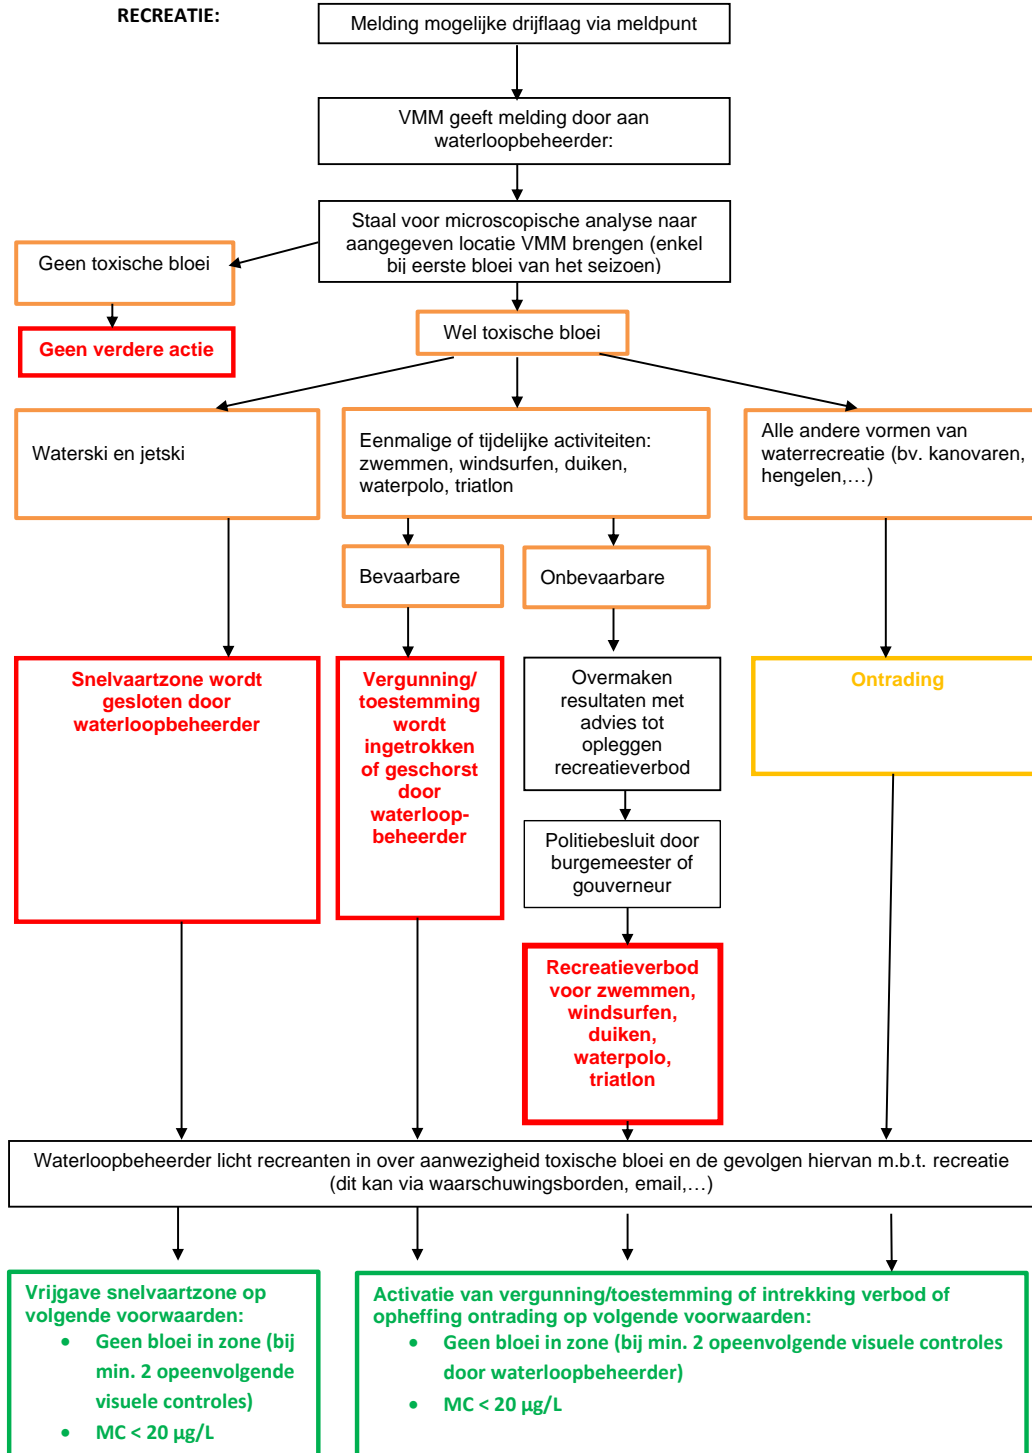 RECREATIE:
Melding mogelijke drijflaag via meldpunt
VMM geeft melding door aan
waterloopbeheerder:
Staal voor microscopische analyse naar
aangegeven locatie VMM brengen (enkel
bij eerste bloei van het seizoen)
Geen toxische bloei
Geen verdere actie
Wel toxische bloei
Waterski en jetski
Eenmalige of tijdelijke activiteiten:
zwemmen, windsurfen, duiken,
waterpolo, triatlon
Alle andere vormen van
waterrecreatie (bv. kanovaren,
hengelen,…)
Bevaarbare
Onbevaarbare
Snelvaartzone wordt
gesloten door
waterloopbeheerder
Vergunning/
toestemming
wordt
ingetrokken
of geschorst
door
waterloop-
beheerder
Overmaken
resultaten met
advies tot
opleggen
recreatieverbod
Ontrading
Politiebesluit door
burgemeester of
gouverneur
Recreatieverbod
voor zwemmen,
windsurfen,
duiken,
waterpolo,
triatlon
Waterloopbeheerder licht recreanten in over aanwezigheid toxische bloei en de gevolgen hiervan m.b.t. recreatie
(dit kan via waarschuwingsborden, email,…)
Vrijgave snelvaartzone op
volgende voorwaarden:
• Geen bloei in zone (bij
min. 2 opeenvolgende
visuele controles)
• MC < 20 µg/L
Activatie van vergunning/toestemming of intrekking verbod of
opheffing ontrading op volgende voorwaarden:
• Geen bloei in zone (bij min. 2 opeenvolgende visuele controles
door waterloopbeheerder)
• MC < 20 µg/L